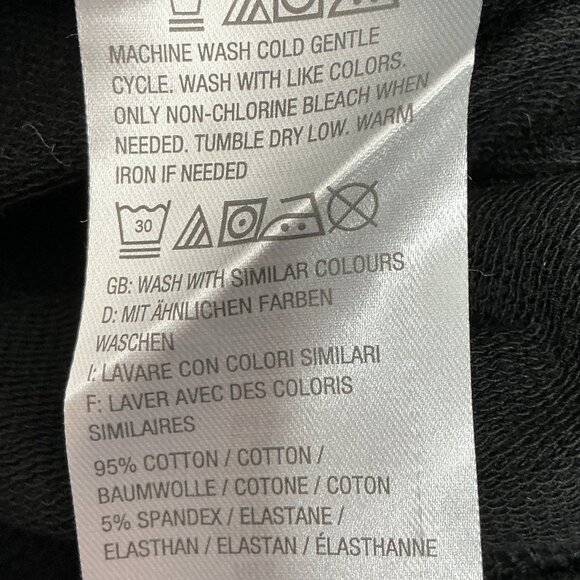 MACHINE WASH COLD GENTLE
CYCLE. WASH WITH LIKE COLORS.
ONLY NON-CHLORINE BLEACH WHEN
NEEDED. TUMBLE DRY LOW. WARM
IRON IF NEEDED
30
GB: WASH WITH SIMILAR COLOURS
D: MIT ÄHNLICHEN FARBEN
WASCHEN
I: LAVARE CON COLORI SIMILARI
F: LAVER AVEC DES COLORIS
SIMILAIRES
95% COTTON / COTTON /
BAUMWOLLE / COTONE / COTON
5% SPANDEX / ELASTANE /
ELASTHAN / ELASTAN / ÉLASTHANNE